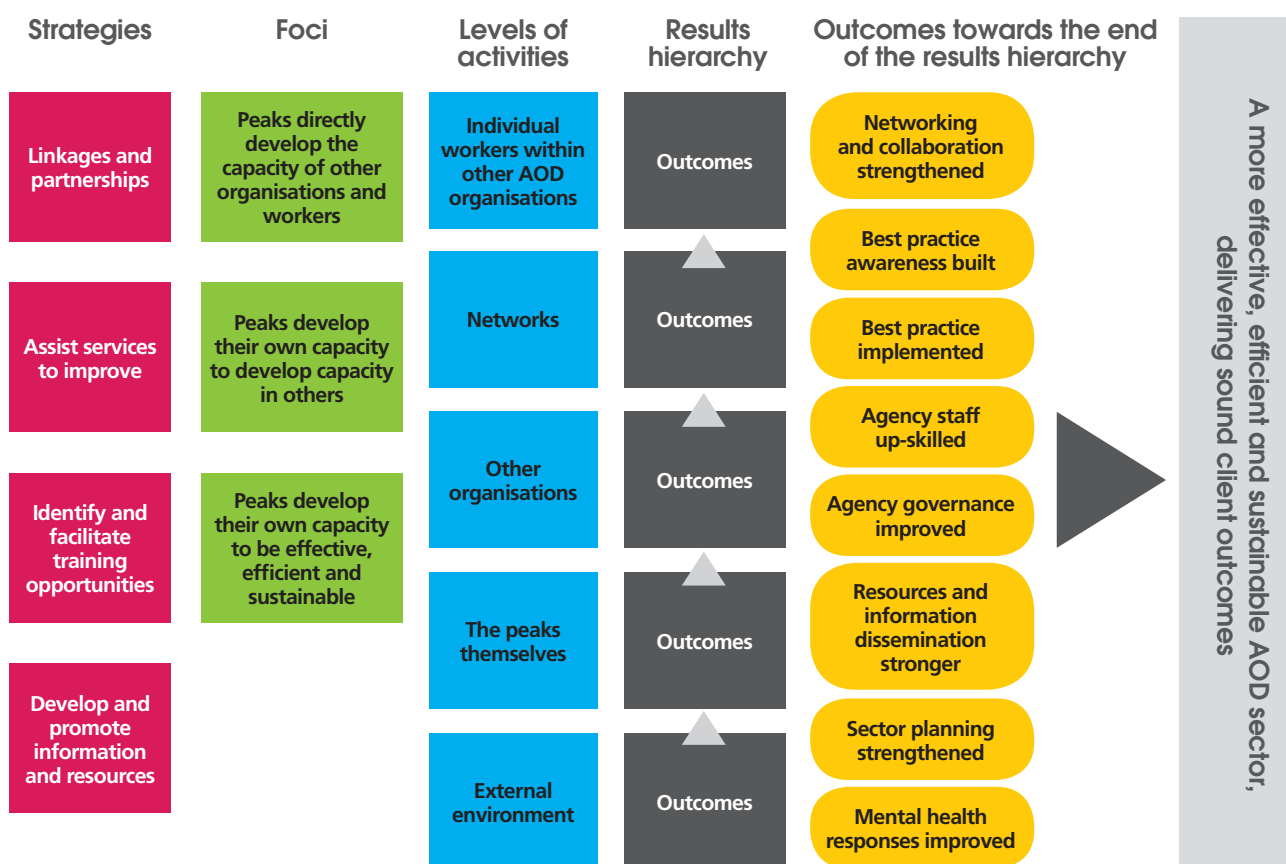 Strategies
Foci
Levels of
activities
Results
hierarchy
Outcomes towards the end
of the results hierarchy
Linkages and
partnerships
Assist services
to improve
Identify and
facilitate
training
opportunities
Develop and
promote
information
and resources
Peaks directly
develop the
capacity of other
organisations and
workers
Peaks develop
their own capacity
to develop capacity
in others
Peaks develop
their own capacity
to be effective,
efficient and
sustainable
Individual
workers within
other AOD
organisations
Networks
Other
organisations
The peaks
themselves
External
environment
Outcomes
Outcomes
Outcomes
Outcomes
Outcomes
Networking
and collaboration
strengthened
Best practice
awareness built
Best practice
implemented
Agency staff
up-skilled
Agency governance
improved
Resources and
information
dissemination
stronger
Sector planning
strengthened
Mental health
responses improved
A more effective, efficient and sustainable AOD sector,
delivering sound client outcomes